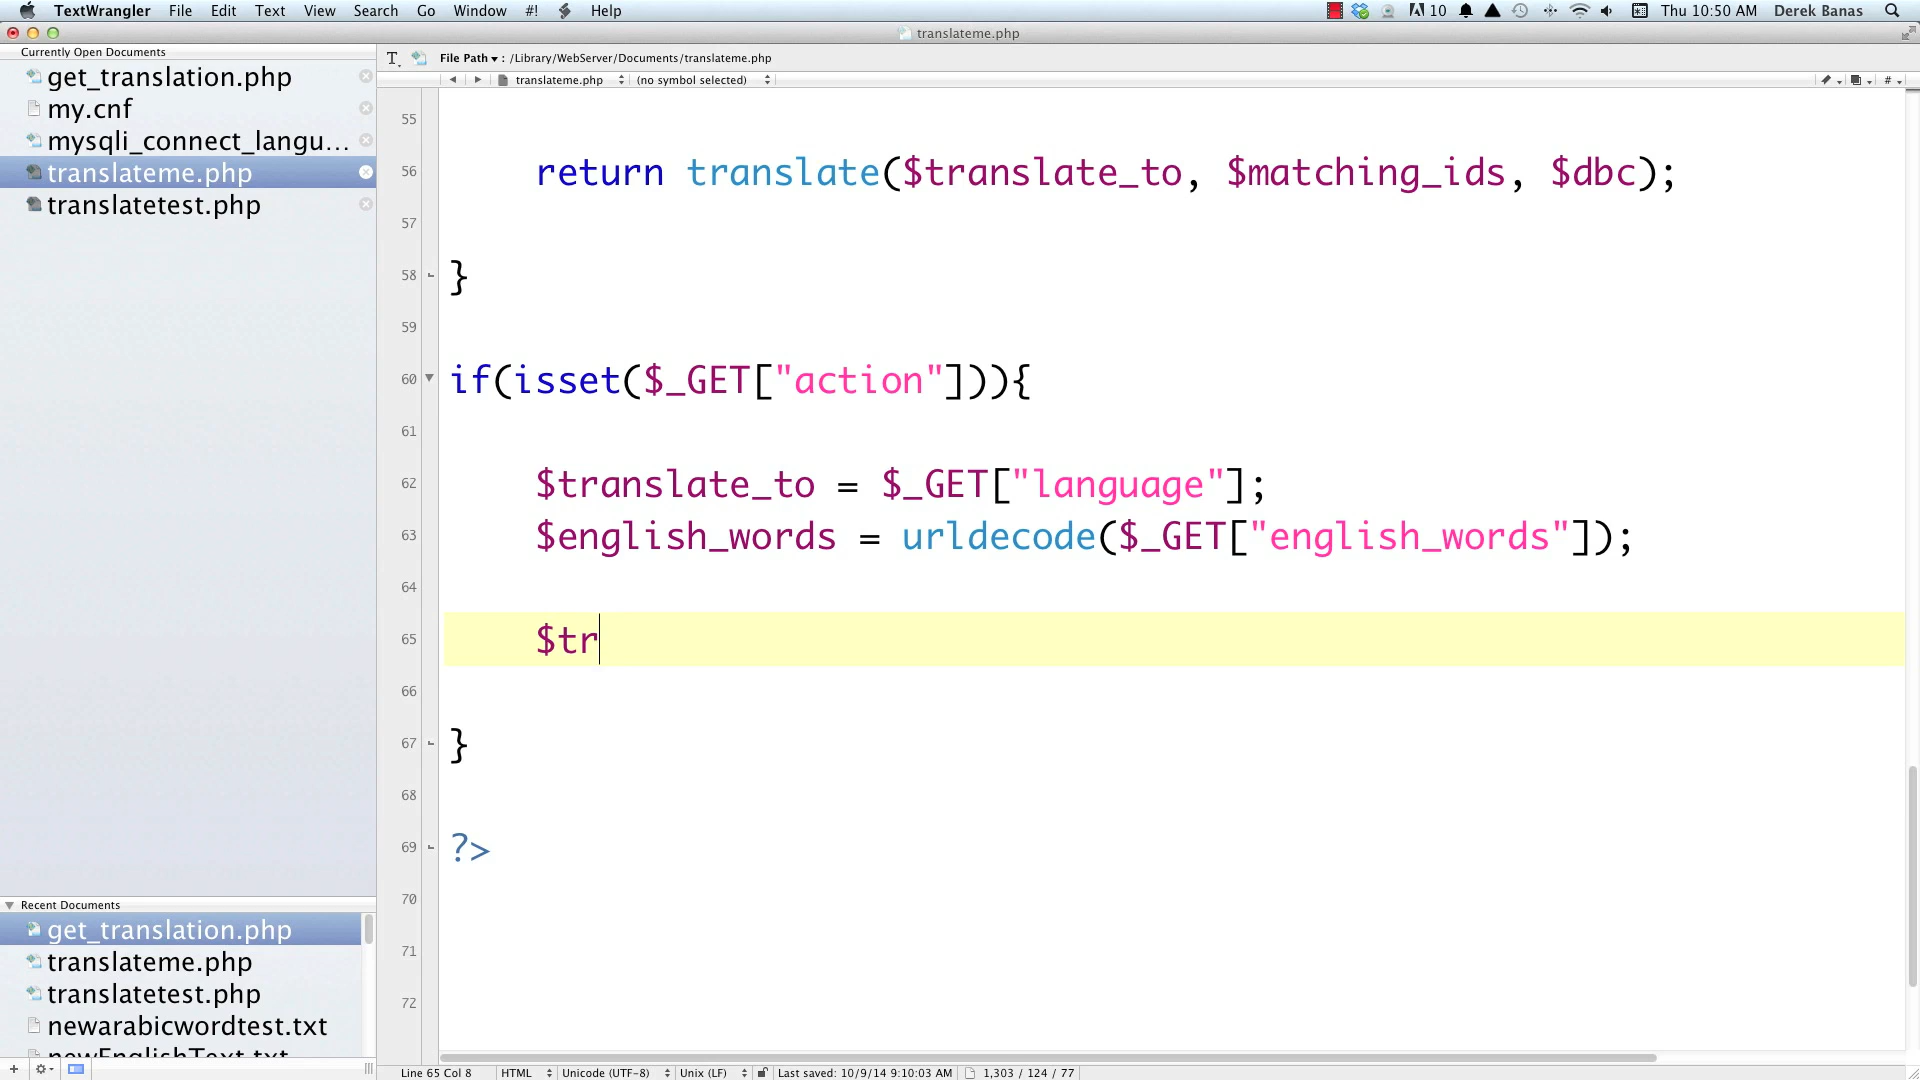 TextWrangler File Edit Text View Search Go Window #! Help 10 Thu 10:50 AM Derek Banas
translateme.php
Currently Open Documents
get_translation.php
my.cnf
mysqli_connect_langu...
translateme.php
translatetest.php
File Path ▾ : /Library/WebServer/Documents/translateme.php
translateme.php (no symbol selected)
55
56 return translate($translate_to, $matching_ids, $dbc);
57
58 }
59
60 if(isset($_GET["action"])){
61
62 $translate_to = $_GET["language"];
63 $english_words = urldecode($_GET["english_words"]);
64
65 $tr
66
67 }
68
69 ?>
70
71
72
Recent Documents
get_translation.php
translateme.php
translatetest.php
newarabicwordtest.txt
newEnglishText.txt
Line 65 Col 8 HTML Unicode (UTF-8) Unix (LF) Last saved: 10/9/14 9:10:03 AM 1,303 / 124 / 77